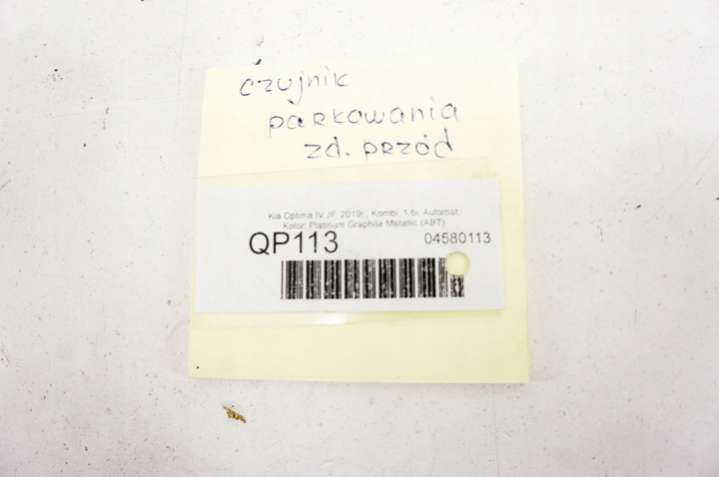 czujnik
parkowania
zd. przód
Kia Optima IV JF, 2019r., Kombi, 1.6i, Automat,
Kolor: Platinum Graphite Metallic (ABT)
QP113 04580113